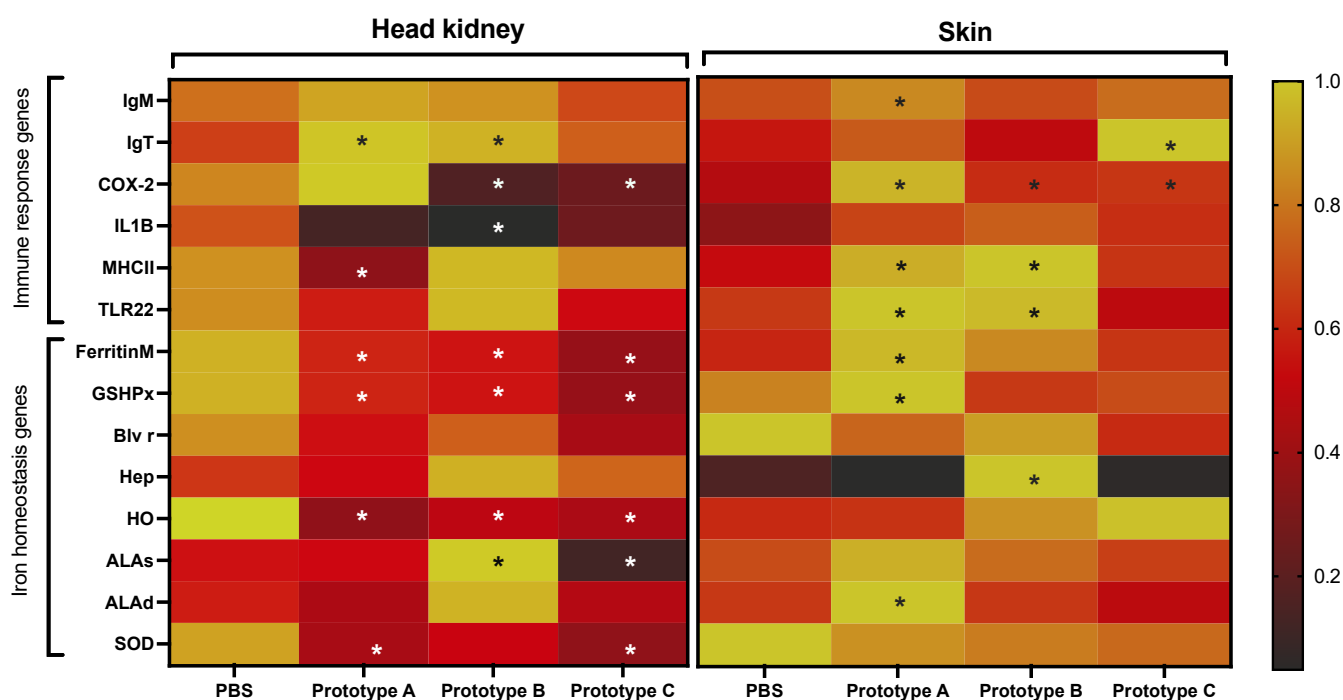 Head kidney
Skin
Immune response genes
Iron homeostasis genes
IgM * 1.0
IgT * * *
COX-2 * * * * * 0.8
IL1B *
MHCII * * *
TLR22 * * 0.6
FerritinM * * * *
GSHPx * * * *
Blv r 0.4
Hep *
HO * * *
ALAs * * 0.2
ALAd *
SOD * *
PBS Prototype A Prototype B Prototype C PBS Prototype A Prototype B Prototype C